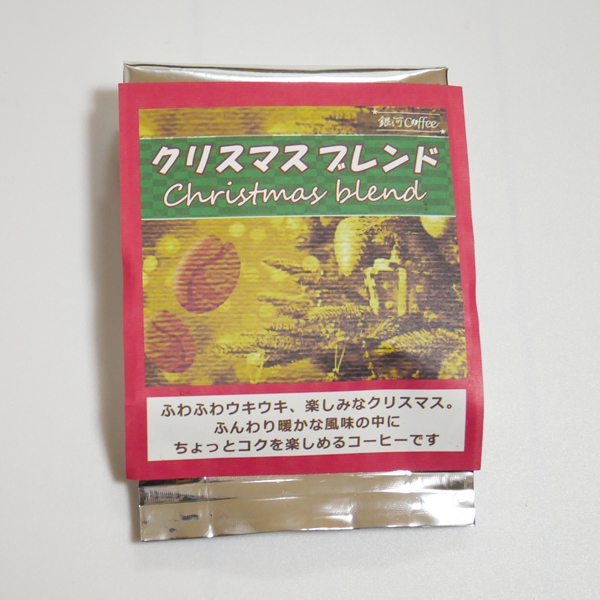 銀河Coffee
クリスマスブレンド
Christmas blend
ふわふわウキウキ、楽しみなクリスマス。
ふんわり暖かな風味の中に
ちょっとコクを楽しめるコーヒーです